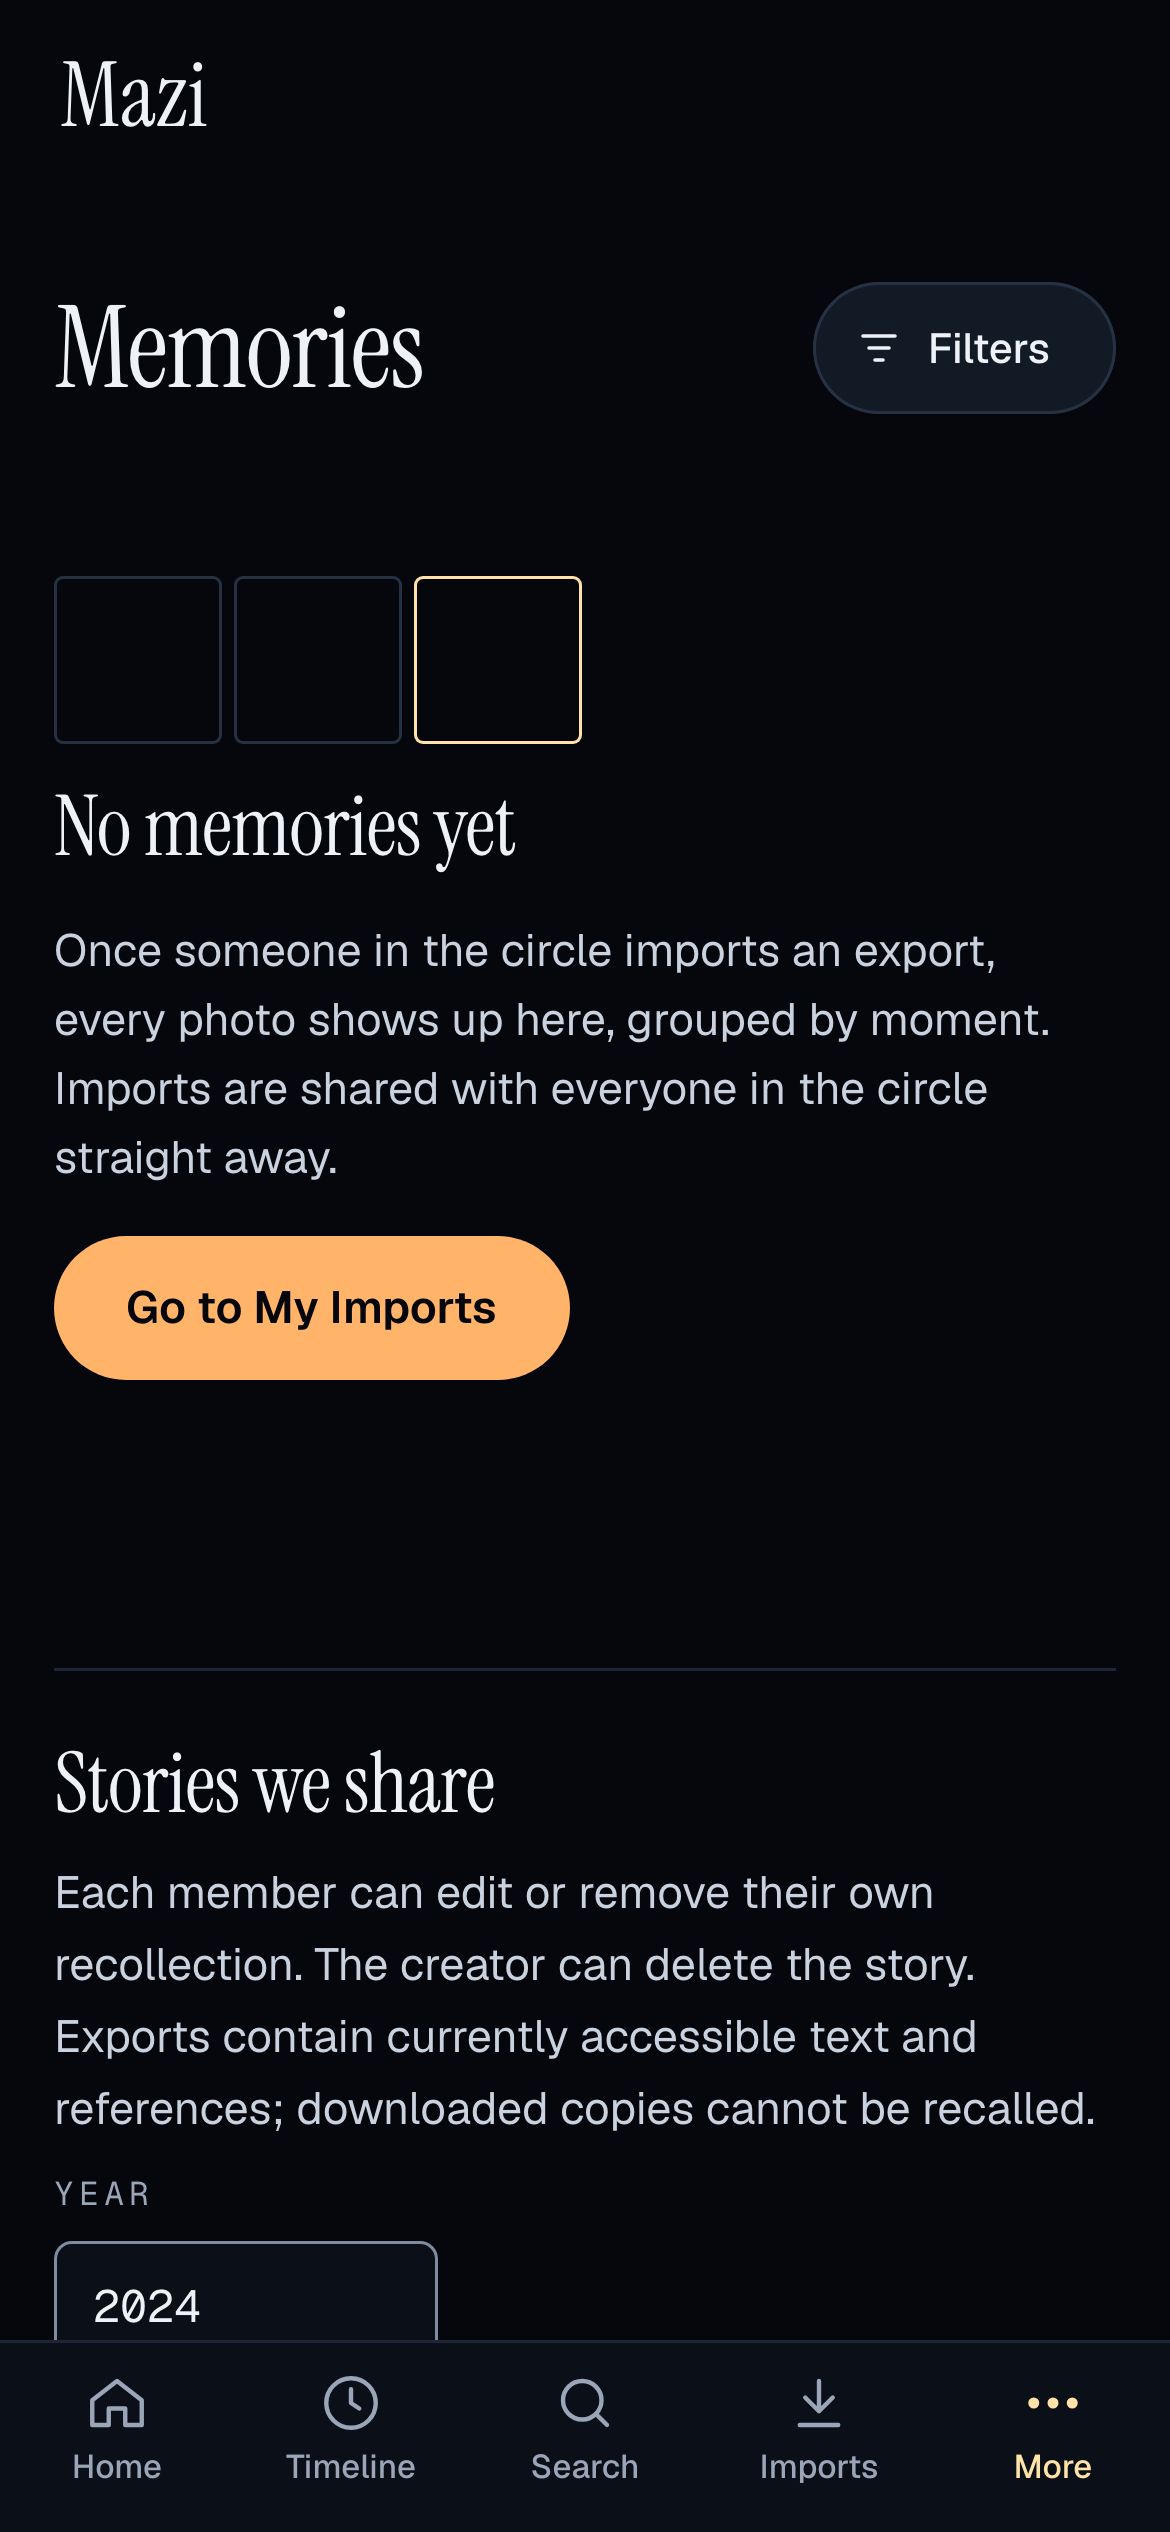 Mazi
Memories
Filters
No memories yet
Once someone in the circle imports an export,
every photo shows up here, grouped by moment.
Imports are shared with everyone in the circle
straight away.
Go to My Imports
Stories we share
Each member can edit or remove their own
recollection. The creator can delete the story.
Exports contain currently accessible text and
references; downloaded copies cannot be recalled.
YEAR
2024
Home
Timeline
Search
Imports
More